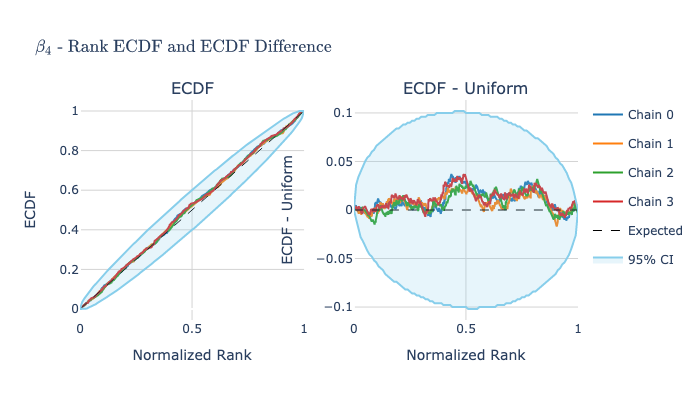 β₄ - Rank ECDF and ECDF Difference
ECDF
ECDF - Uniform
1
0.8
0.6
0.4
0.2
0
ECDF
0
0.5
1
Normalized Rank
0.1
0.05
0
−0.05
−0.1
ECDF - Uniform
0
0.5
1
Normalized Rank
Chain 0
Chain 1
Chain 2
Chain 3
Expected
95% CI